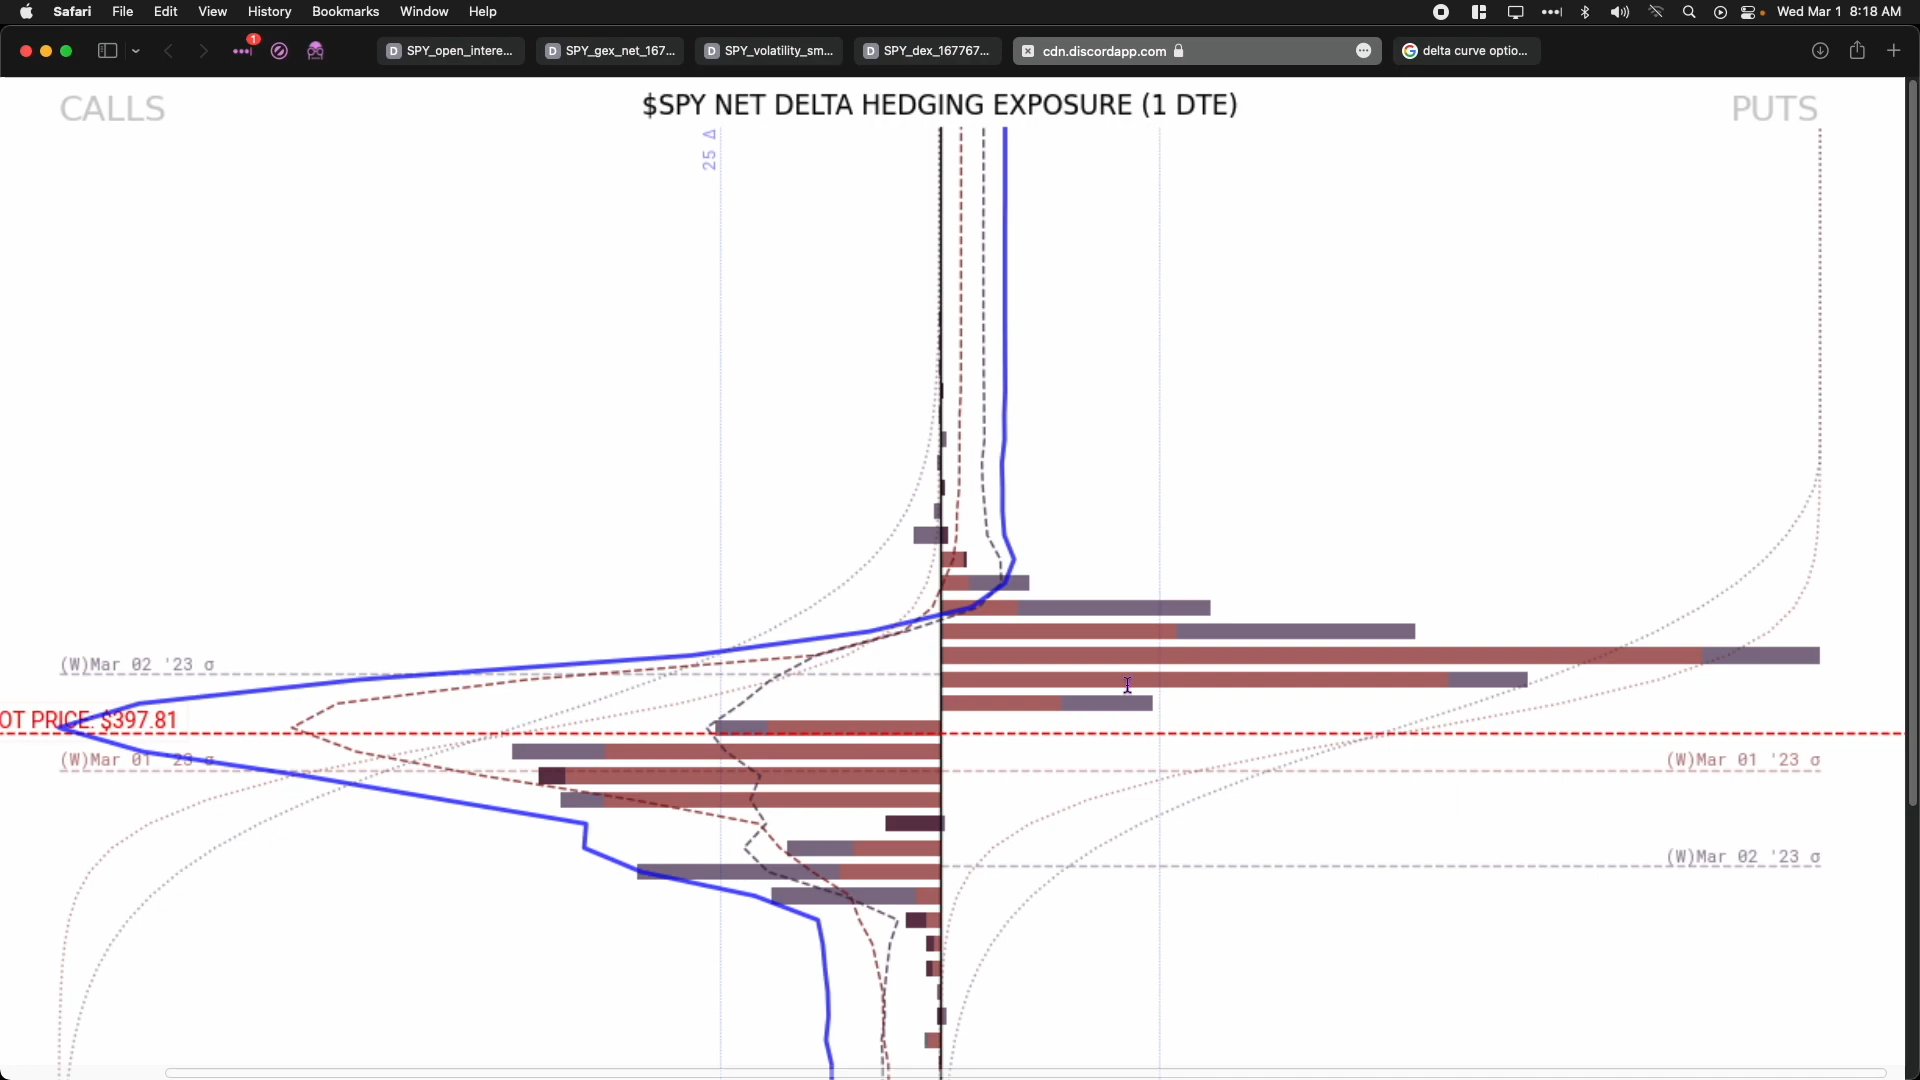 Safari File Edit View History Bookmarks Window Help Wed Mar 1 8:18 AM
1 D SPY_open_intere... D SPY_gex_net_167... D SPY_volatility_sm... D SPY_dex_167767... cdn.discordapp.com G delta curve optio...
CALLS $SPY NET DELTA HEDGING EXPOSURE (1 DTE) PUTS
25 Δ
(W)Mar 02 '23 σ
OT PRICE: $397.81
(W)Mar 01 '23 σ (W)Mar 01 '23 σ
(W)Mar 02 '23 σ